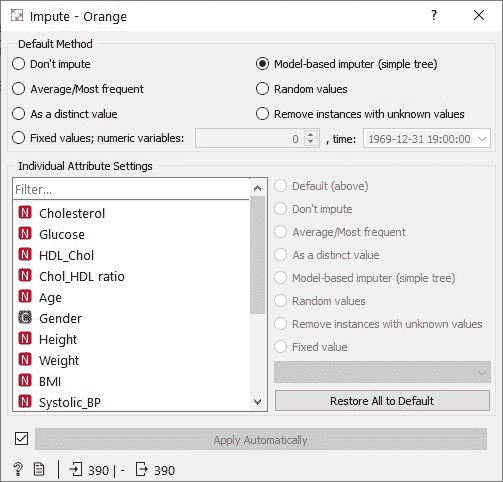 Impute - Orange ? ×
Default Method
Don't impute Model-based imputer (simple tree)
Average/Most frequent Random values
As a distinct value Remove instances with unknown values
Fixed values; numeric variables: 0 , time: 1969-12-31 19:00:00
Individual Attribute Settings
Filter...
N Cholesterol
N Glucose
N HDL_Chol
N Chol_HDL ratio
N Age
C Gender
N Height
N Weight
N BMI
N Systolic_BP
Default (above)
Don't impute
Average/Most frequent
As a distinct value
Model-based imputer (simple tree)
Random values
Remove instances with unknown values
Fixed value
Restore All to Default
Apply Automatically
? 390 | - 390